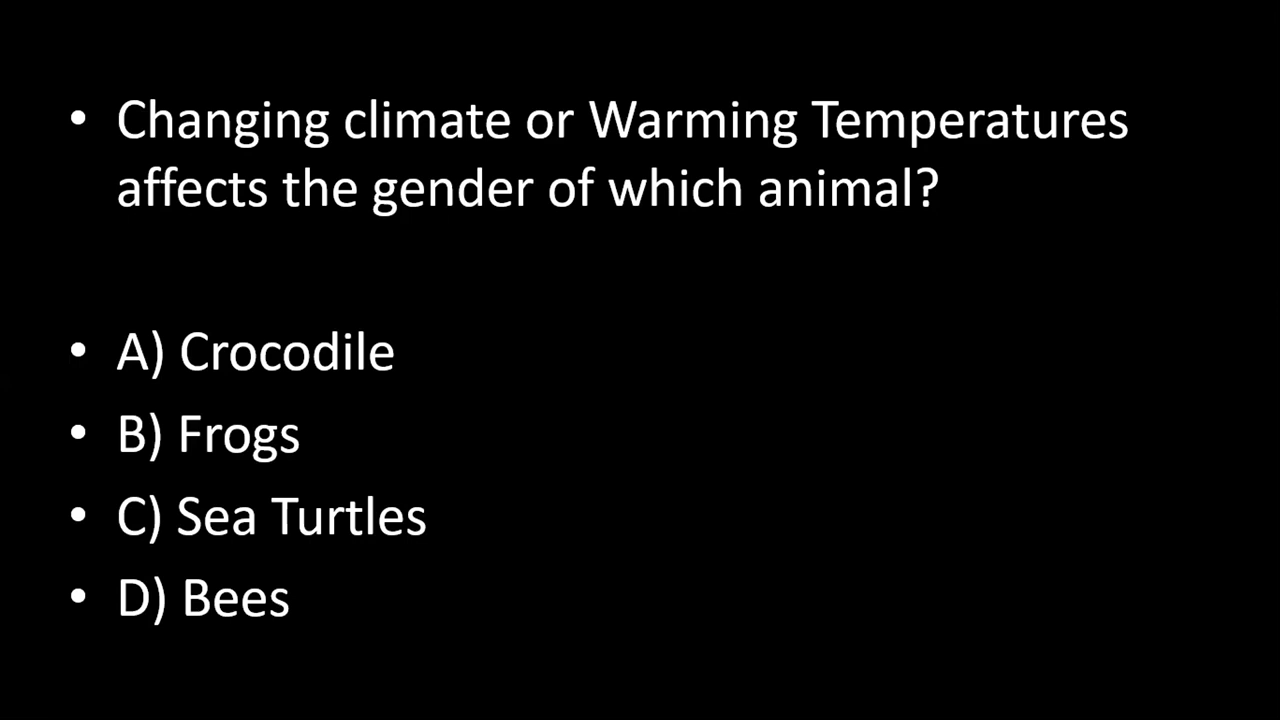 • Changing climate or Warming Temperatures
affects the gender of which animal?
• A) Crocodile
• B) Frogs
• C) Sea Turtles
• D) Bees